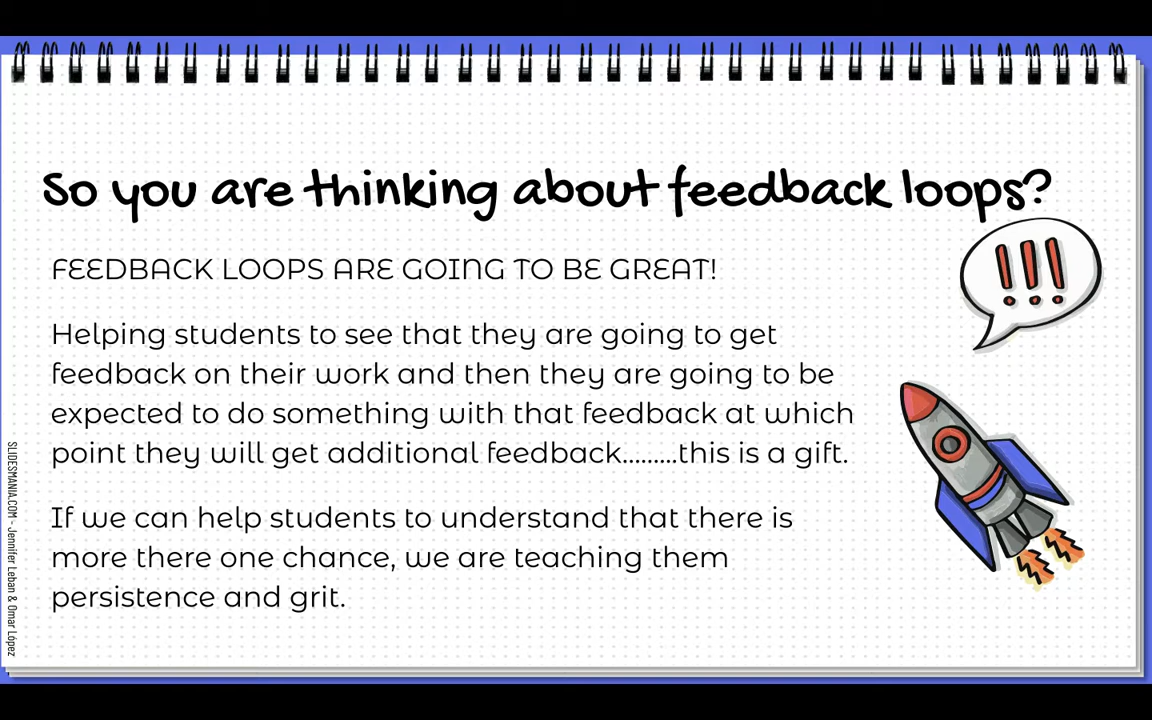 So you are thinking about feedback loops?
!!!
FEEDBACK LOOPS ARE GOING TO BE GREAT!
Helping students to see that they are going to get
feedback on their work and then they are going to be
expected to do something with that feedback at which
point they will get additional feedback.........this is a gift.
If we can help students to understand that there is
more there one chance, we are teaching them
persistence and grit.
SLIDESMANIA.COM - Jennifer Leban & Omar López